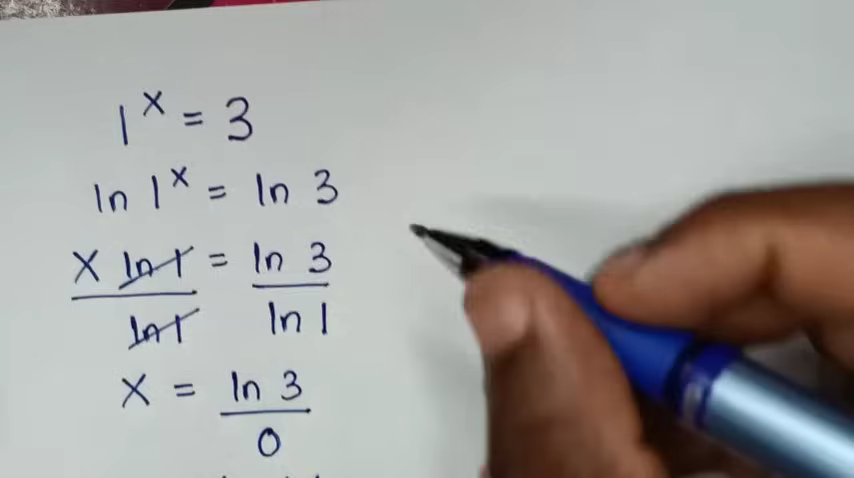 1^x = 3
ln 1^x = ln 3
x ln 1 / ln 1 = ln 3 / ln 1
x = ln 3 / 0